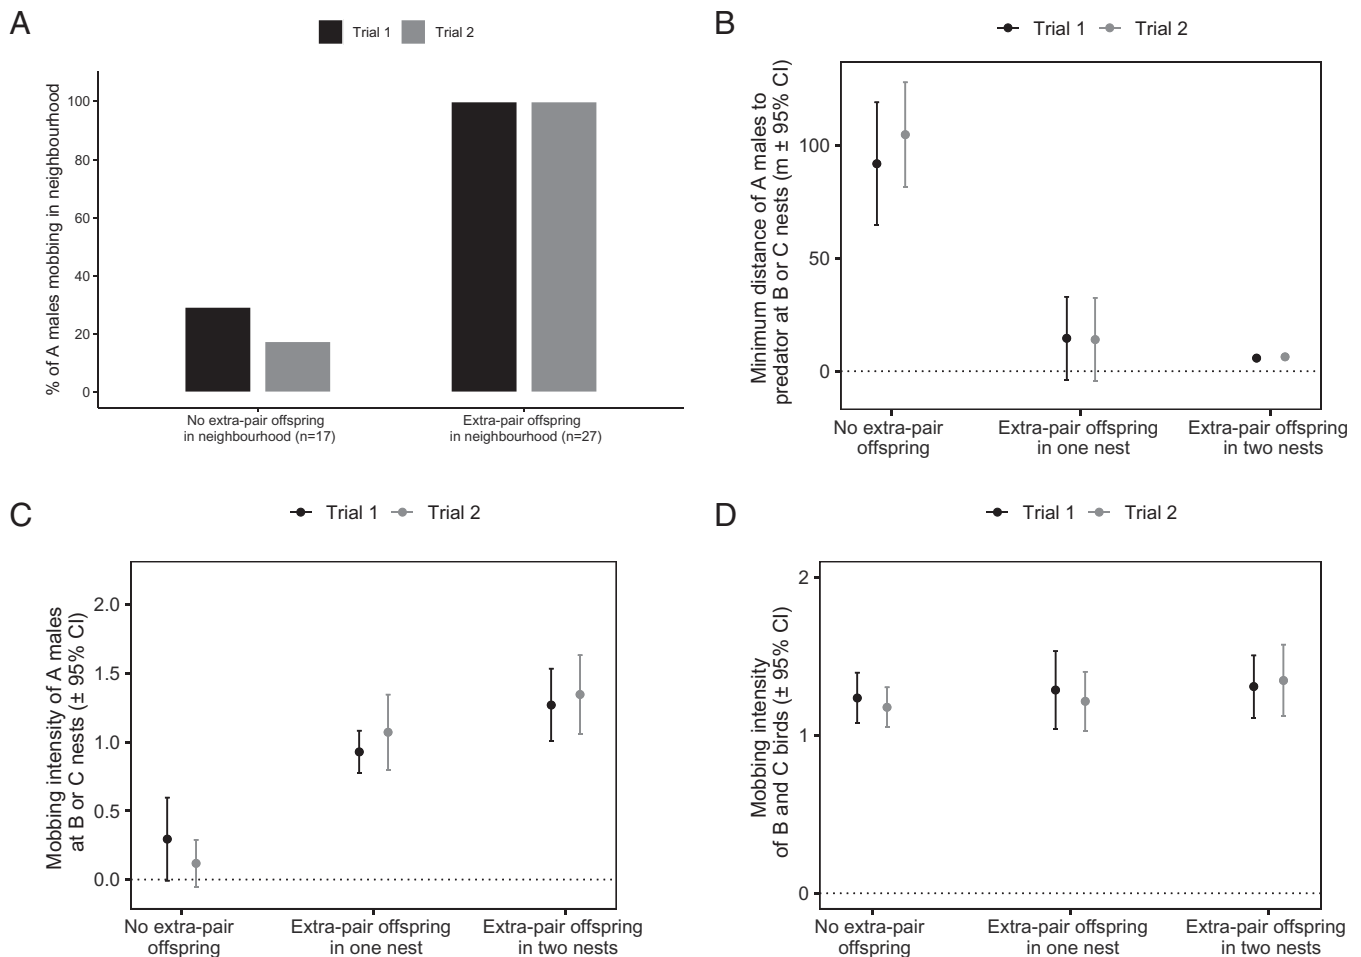 A
Trial 1 Trial 2
% of A males mobbing in neighbourhood
100
80
60
40
20
0
No extra-pair offspring
in neighbourhood (n=17)
Extra-pair offspring
in neighbourhood (n=27)
B
Trial 1 Trial 2
Minimum distance of A males to
predator at B or C nests (m ± 95% CI)
100
50
0
No extra-pair
offspring
Extra-pair offspring
in one nest
Extra-pair offspring
in two nests
C
Trial 1 Trial 2
Mobbing intensity of A males
at B or C nests (± 95% CI)
2.0
1.5
1.0
0.5
0.0
No extra-pair
offspring
Extra-pair offspring
in one nest
Extra-pair offspring
in two nests
D
Trial 1 Trial 2
Mobbing intensity
of B and C birds (± 95% CI)
2
1
0
No extra-pair
offspring
Extra-pair offspring
in one nest
Extra-pair offspring
in two nests